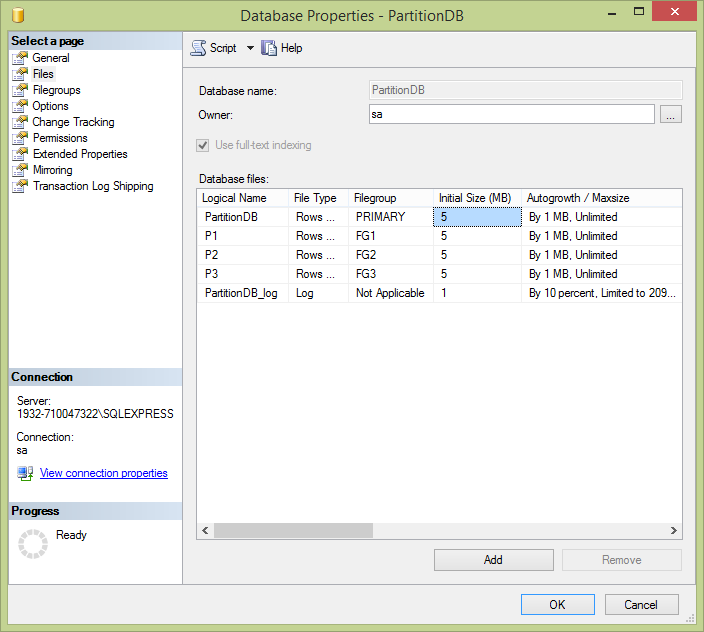 Database Properties - PartitionDB
Select a page
General
Files
Filegroups
Options
Change Tracking
Permissions
Extended Properties
Mirroring
Transaction Log Shipping
Connection
Server:
1932-710047322\SQLEXPRESS
Connection:
sa
View connection properties
Progress
Ready
Script Help
Database name: PartitionDB
Owner: sa ...
Use full-text indexing
Database files:
Logical Name File Type Filegroup Initial Size (MB) Autogrowth / Maxsize
PartitionDB Rows ... PRIMARY 5 By 1 MB, Unlimited
P1 Rows ... FG1 5 By 1 MB, Unlimited
P2 Rows ... FG2 5 By 1 MB, Unlimited
P3 Rows ... FG3 5 By 1 MB, Unlimited
PartitionDB_log Log Not Applicable 1 By 10 percent, Limited to 209...
Add Remove
OK Cancel